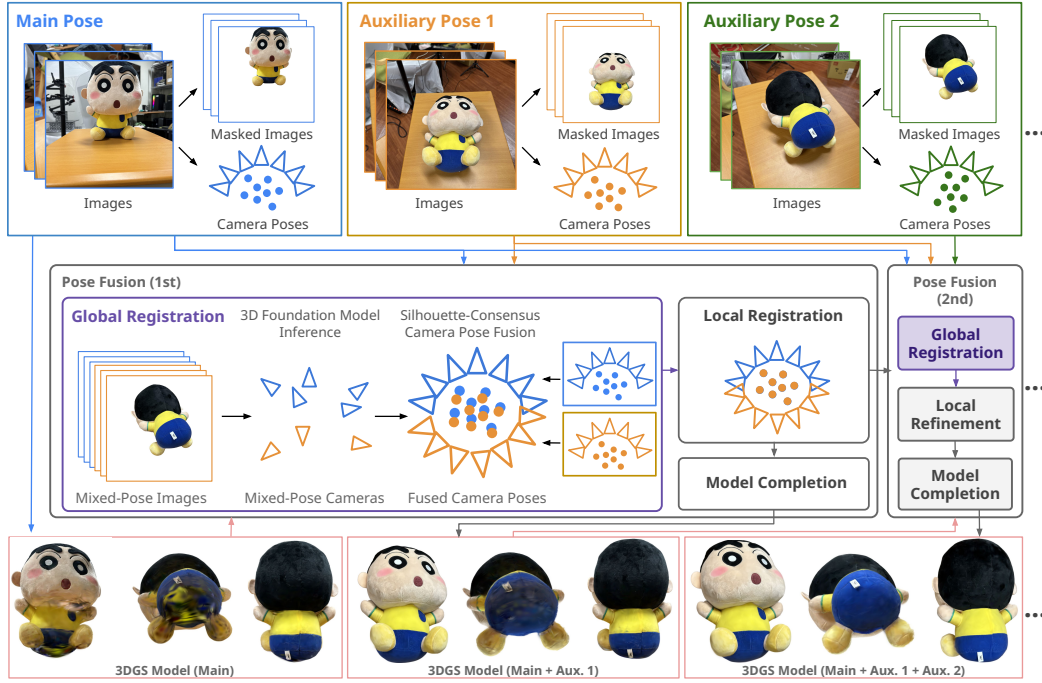 Main Pose
Masked Images
Images
Camera Poses
Auxiliary Pose 1
Masked Images
Images
Camera Poses
Auxiliary Pose 2
Masked Images
Images
Camera Poses
Pose Fusion (1st)
Global Registration
3D Foundation Model
Inference
Silhouette-Consensus
Camera Pose Fusion
Mixed-Pose Images
Mixed-Pose Cameras
Fused Camera Poses
Local Registration
Model Completion
Pose Fusion
(2nd)
Global
Registration
Local
Refinement
Model
Completion
3DGS Model (Main)
3DGS Model (Main + Aux. 1)
3DGS Model (Main + Aux. 1 + Aux. 2)